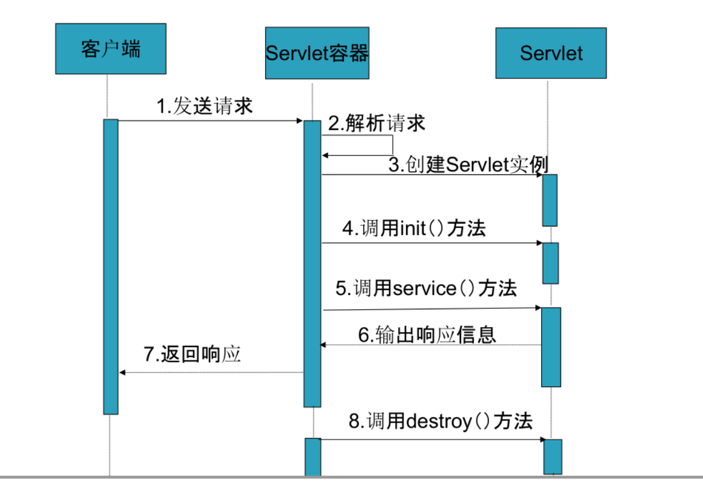 客户端
Servlet容器
Servlet
1.发送请求
2.解析请求
3.创建Servlet实例
4.调用init()方法
5.调用service()方法
6.输出响应信息
7.返回响应
8.调用destroy()方法